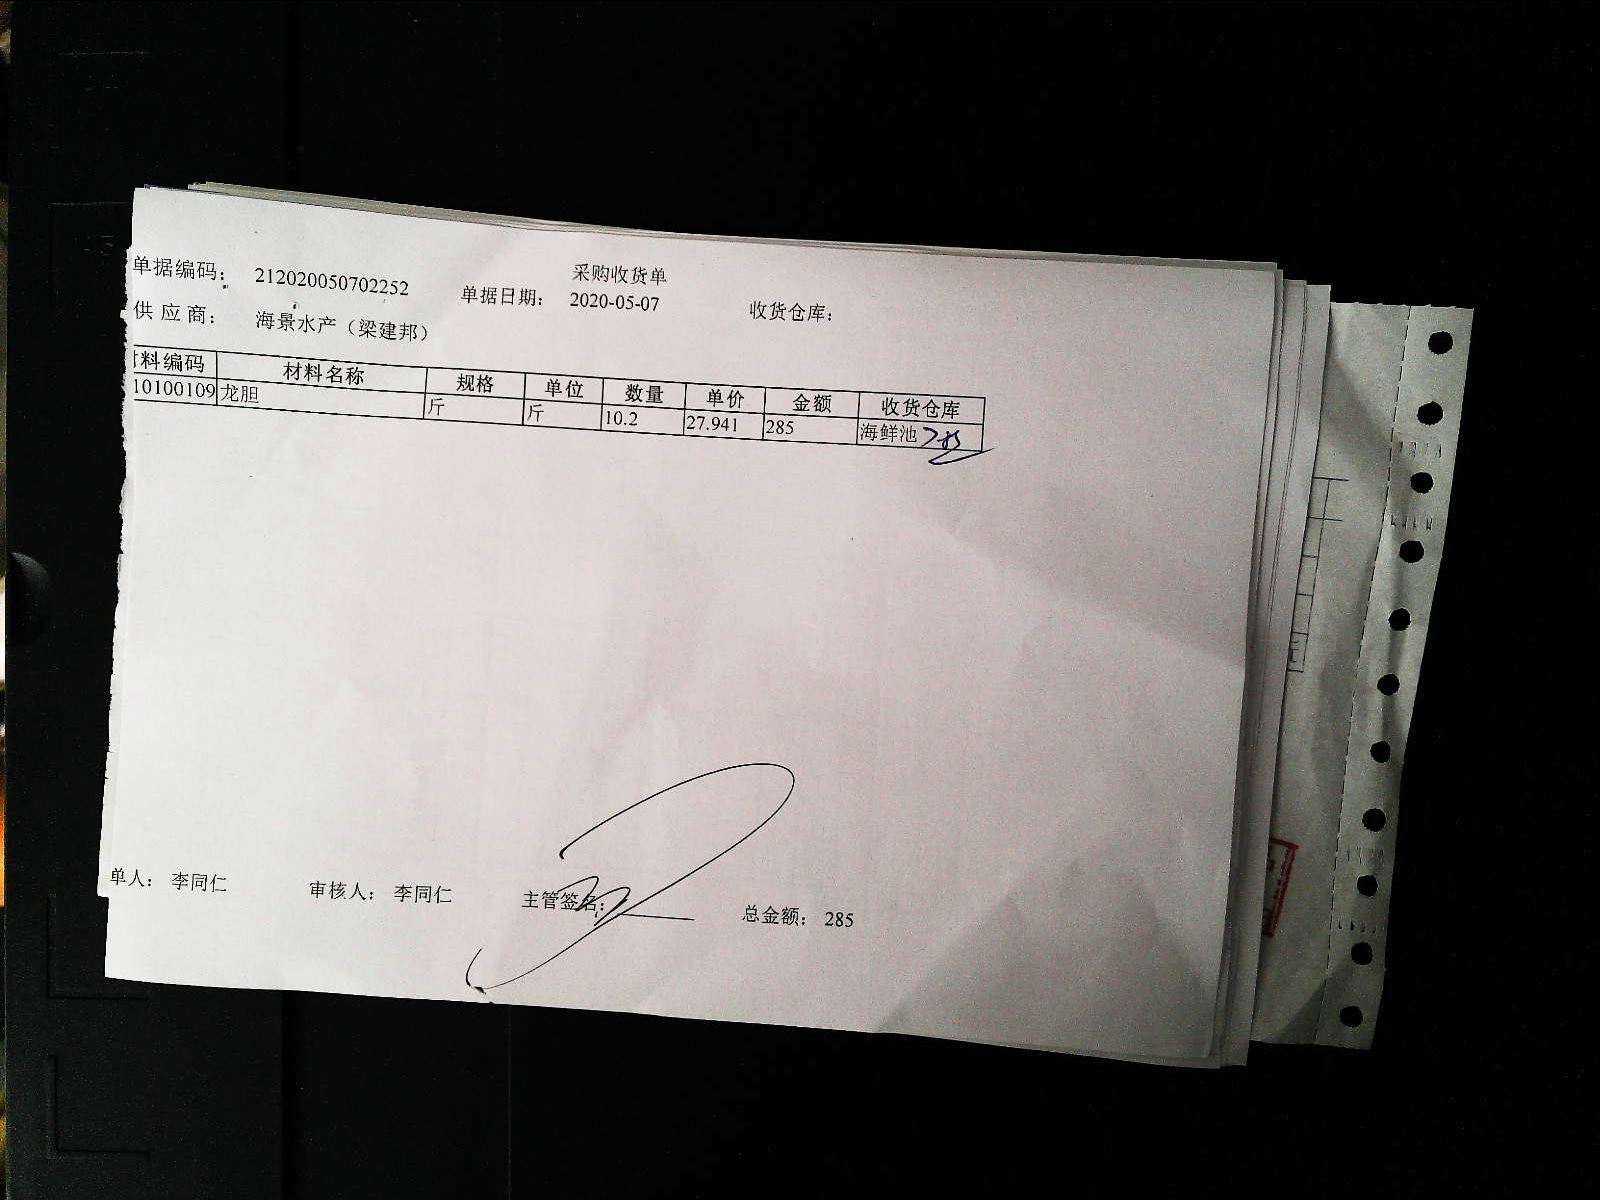 采购收货单
单据编码: 212020050702252 单据日期: 2020-05-07 收货仓库:
供应商: 海景水产（梁建邦）
料编码 材料名称 规格 单位 数量 单价 金额 收货仓库
10100109 龙胆 斤 斤 10.2 27.941 285 海鲜池
单人: 李同仁 审核人: 李同仁 主管签名: 总金额: 285